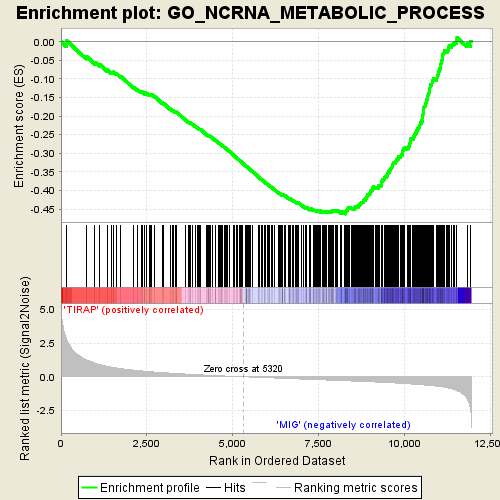 Enrichment plot: GO_NCRNA_METABOLIC_PROCESS
Enrichment score (ES)
0.00
-0.05
-0.10
-0.15
-0.20
-0.25
-0.30
-0.35
-0.40
-0.45
Ranked list metric (Signal2Noise)
5.0
2.5
0.0
-2.5
'TIRAP' (positively correlated)
Zero cross at 5320
'MIG' (negatively correlated)
0 2,500 5,000 7,500 10,000 12,500
Rank in Ordered Dataset
Enrichment profile Hits Ranking metric scores